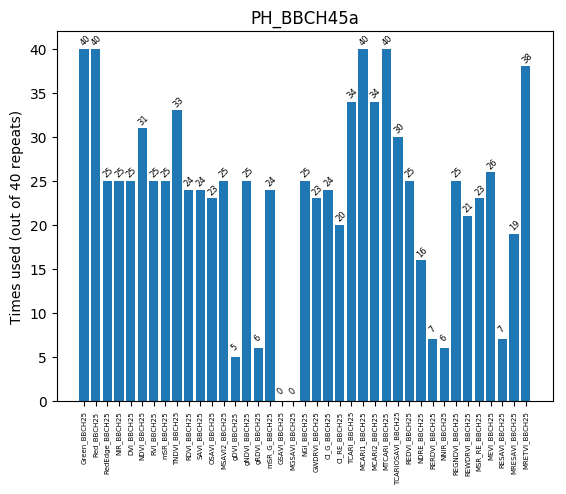 PH_BBCH45a
Times used (out of 40 repeats)
40
35
30
25
20
15
10
5
0
40
40
25
25
25
31
25
25
33
24
24
23
25
5
25
6
24
0
0
25
23
24
20
34
40
34
40
30
25
16
7
6
25
21
23
26
7
19
38
Green_BBCH25
Red_BBCH25
RedEdge_BBCH25
NIR_BBCH25
DVI_BBCH25
NDVI_BBCH25
RVI_BBCH25
mSR_BBCH25
TNDVI_BBCH25
RDVI_BBCH25
SAVI_BBCH25
OSAVI_BBCH25
MSAVI2_BBCH25
gDVI_BBCH25
gNDVI_BBCH25
gRDVI_BBCH25
mSR_G_BBCH25
GSAVI_BBCH25
MGSAVI_BBCH25
NGI_BBCH25
GWDRVI_BBCH25
CI_G_BBCH25
CI_RE_BBCH25
TCARI_BBCH25
MCARI1_BBCH25
MCARI2_BBCH25
MTCARI_BBCH25
TCARIOSAVI_BBCH25
REDVI_BBCH25
NDRE_BBCH25
RERDVI_BBCH25
NNIR_BBCH25
REGNDVI_BBCH25
REWDRVI_BBCH25
MSR_RE_BBCH25
MEVI_BBCH25
RESAVI_BBCH25
MRESAVI_BBCH25
MRETVI_BBCH25